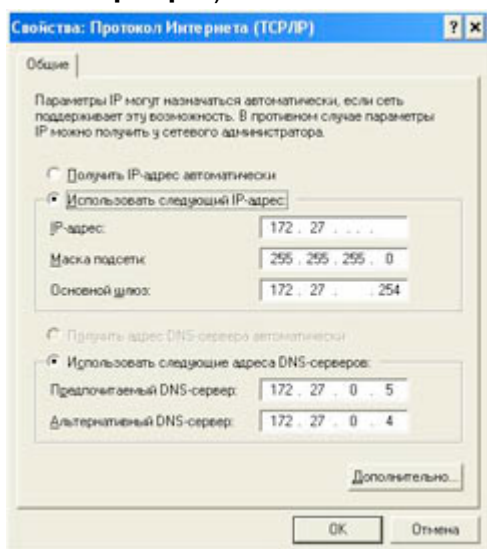 Свойства: Протокол Интернета (TCP/IP)
Общие
Параметры IP могут назначаться автоматически, если сеть
поддерживает эту возможность. В противном случае параметры
IP можно получить у сетевого администратора.
Получить IP-адрес автоматически
Использовать следующий IP-адрес:
IP-адрес: 172 . 27 . . . .
Маска подсети: 255 . 255 . 255 . 0
Основной шлюз: 172 . 27 . . 254
Получить адрес DNS-сервера автоматически
Использовать следующие адреса DNS-серверов:
Предпочитаемый DNS-сервер: 172 . 27 . 0 . 5
Альтернативный DNS-сервер: 172 . 27 . 0 . 4
Дополнительно...
OK Отмена